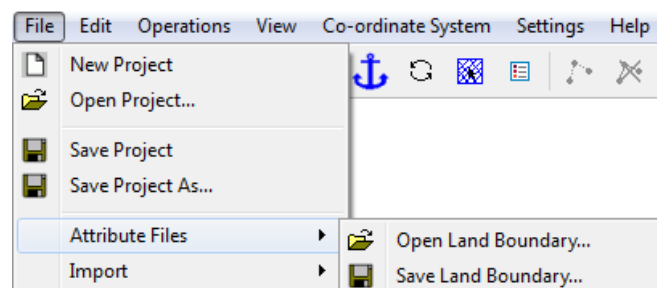 File Edit Operations View Co-ordinate System Settings Help
New Project
Open Project...
Save Project
Save Project As...
Attribute Files
Open Land Boundary...
Import
Save Land Boundary...